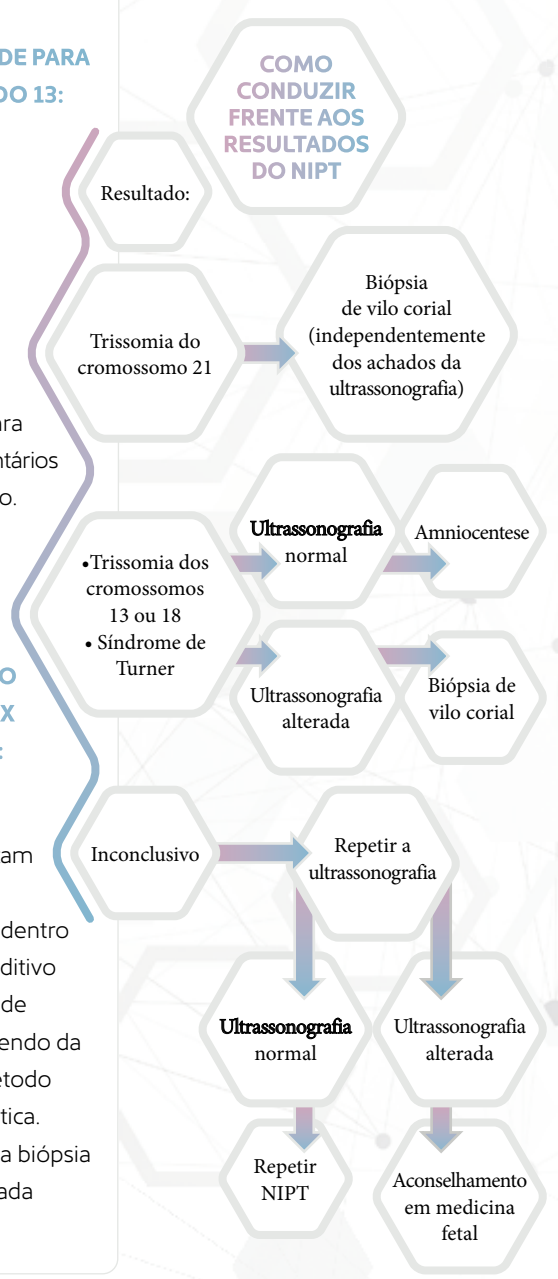 DE PARA
DO 13:
ara
ntários
o.
O
X
:
tam
dentro
ditivo
de
endo da
étodo
tica.
a biópsia
ada
COMO
CONDUZIR
FRENTE AOS
RESULTADOS
DO NIPT
Resultado:
Trissomia do
cromossomo 21
Biópsia
de vilo corial
(independentemente
dos achados da
ultrassonografia)
•Trissomia dos
cromossomos
13 ou 18
• Síndrome de
Turner
Ultrassonografia
normal
Amniocentese
Ultrassonografia
alterada
Biópsia de
vilo corial
Inconclusivo
Repetir a
ultrassonografia
Ultrassonografia
normal
Ultrassonografia
alterada
Repetir
NIPT
Aconselhamento
em medicina
fetal